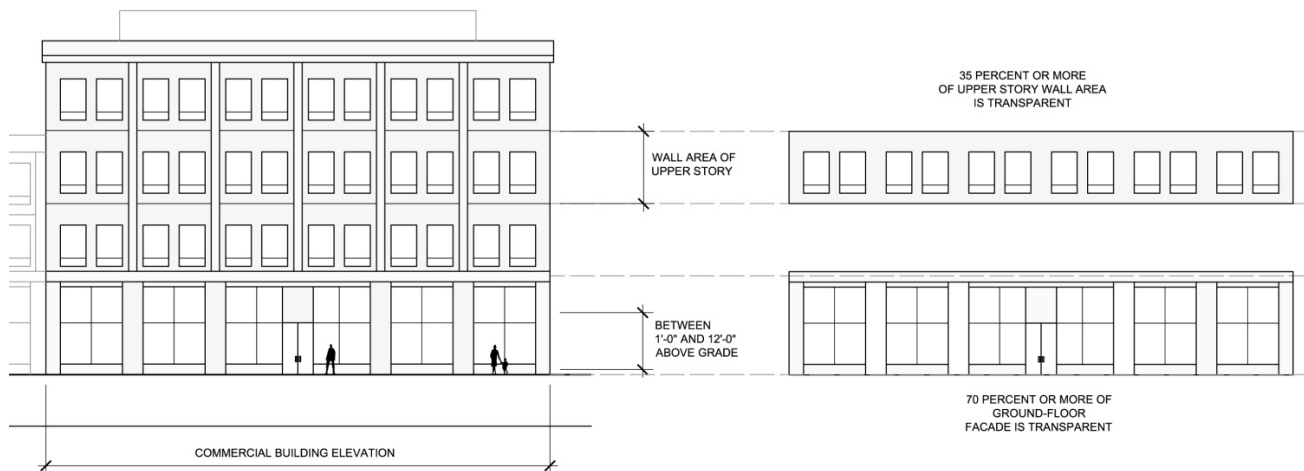 35 PERCENT OR MORE
OF UPPER STORY WALL AREA
IS TRANSPARENT
WALL AREA OF
UPPER STORY
BETWEEN
1'-0" AND 12'-0"
ABOVE GRADE
70 PERCENT OR MORE OF
GROUND-FLOOR
FACADE IS TRANSPARENT
COMMERCIAL BUILDING ELEVATION